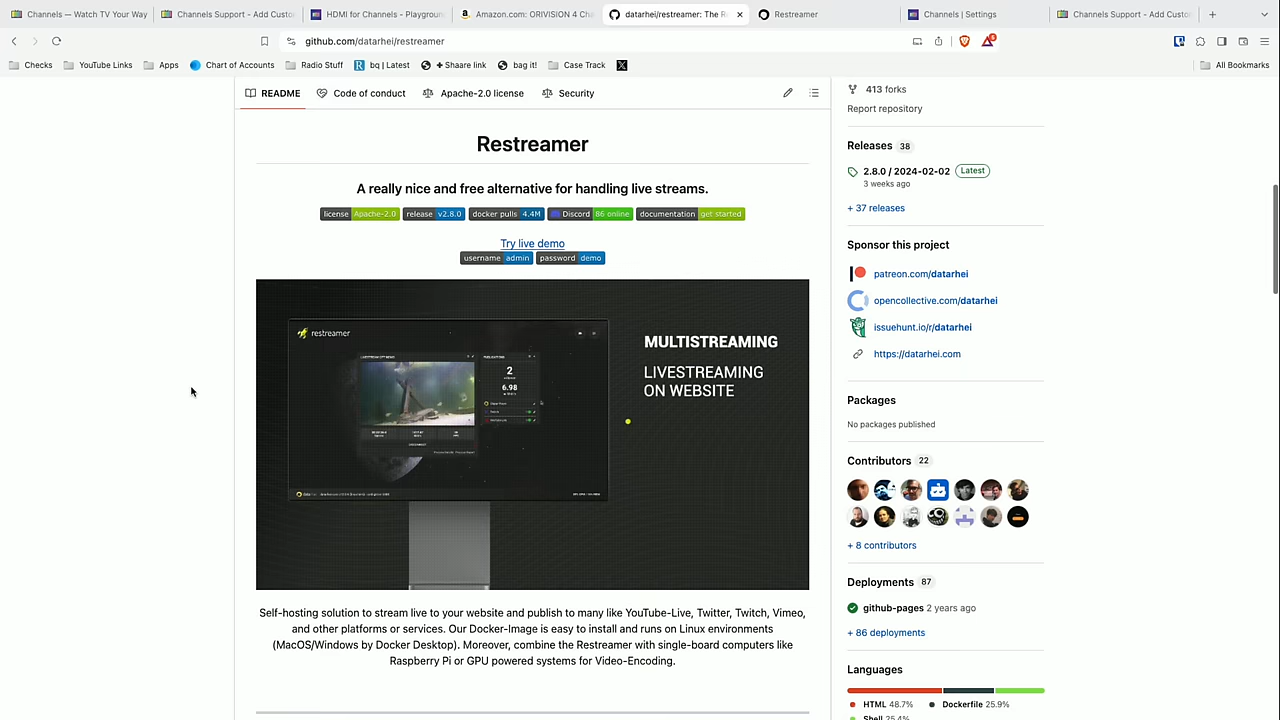 Channels — Watch TV Your Way
Channels Support - Add Custo
HDMI for Channels - Playgroun
Amazon.com: ORIVISION 4 Cha
datarhei/restreamer: The R
Restreamer
Channels | Settings
Channels Support - Add Custo
github.com/datarhei/restreamer
Checks
YouTube Links
Apps
Chart of Accounts
Radio Stuff
bq | Latest
+ Shaare link
bag it!
Case Track
All Bookmarks
README
Code of conduct
Apache-2.0 license
Security
Restreamer
A really nice and free alternative for handling live streams.
license Apache-2.0 release v2.8.0 docker pulls 4.4M Discord 86 online documentation get started
Try live demo
username admin password demo
restreamer
2
6.98
MULTISTREAMING
LIVESTREAMING
ON WEBSITE
Self-hosting solution to stream live to your website and publish to many like YouTube-Live, Twitter, Twitch, Vimeo,
and other platforms or services. Our Docker-Image is easy to install and runs on Linux environments
(MacOS/Windows by Docker Desktop). Moreover, combine the Restreamer with single-board computers like
Raspberry Pi or GPU powered systems for Video-Encoding.
413 forks
Report repository
Releases 38
2.8.0 / 2024-02-02 Latest
3 weeks ago
+ 37 releases
Sponsor this project
patreon.com/datarhei
opencollective.com/datarhei
issuehunt.io/r/datarhei
https://datarhei.com
Packages
No packages published
Contributors 22
+ 8 contributors
Deployments 87
github-pages 2 years ago
+ 86 deployments
Languages
HTML 48.7%
Dockerfile 25.9%
Shell 25.4%